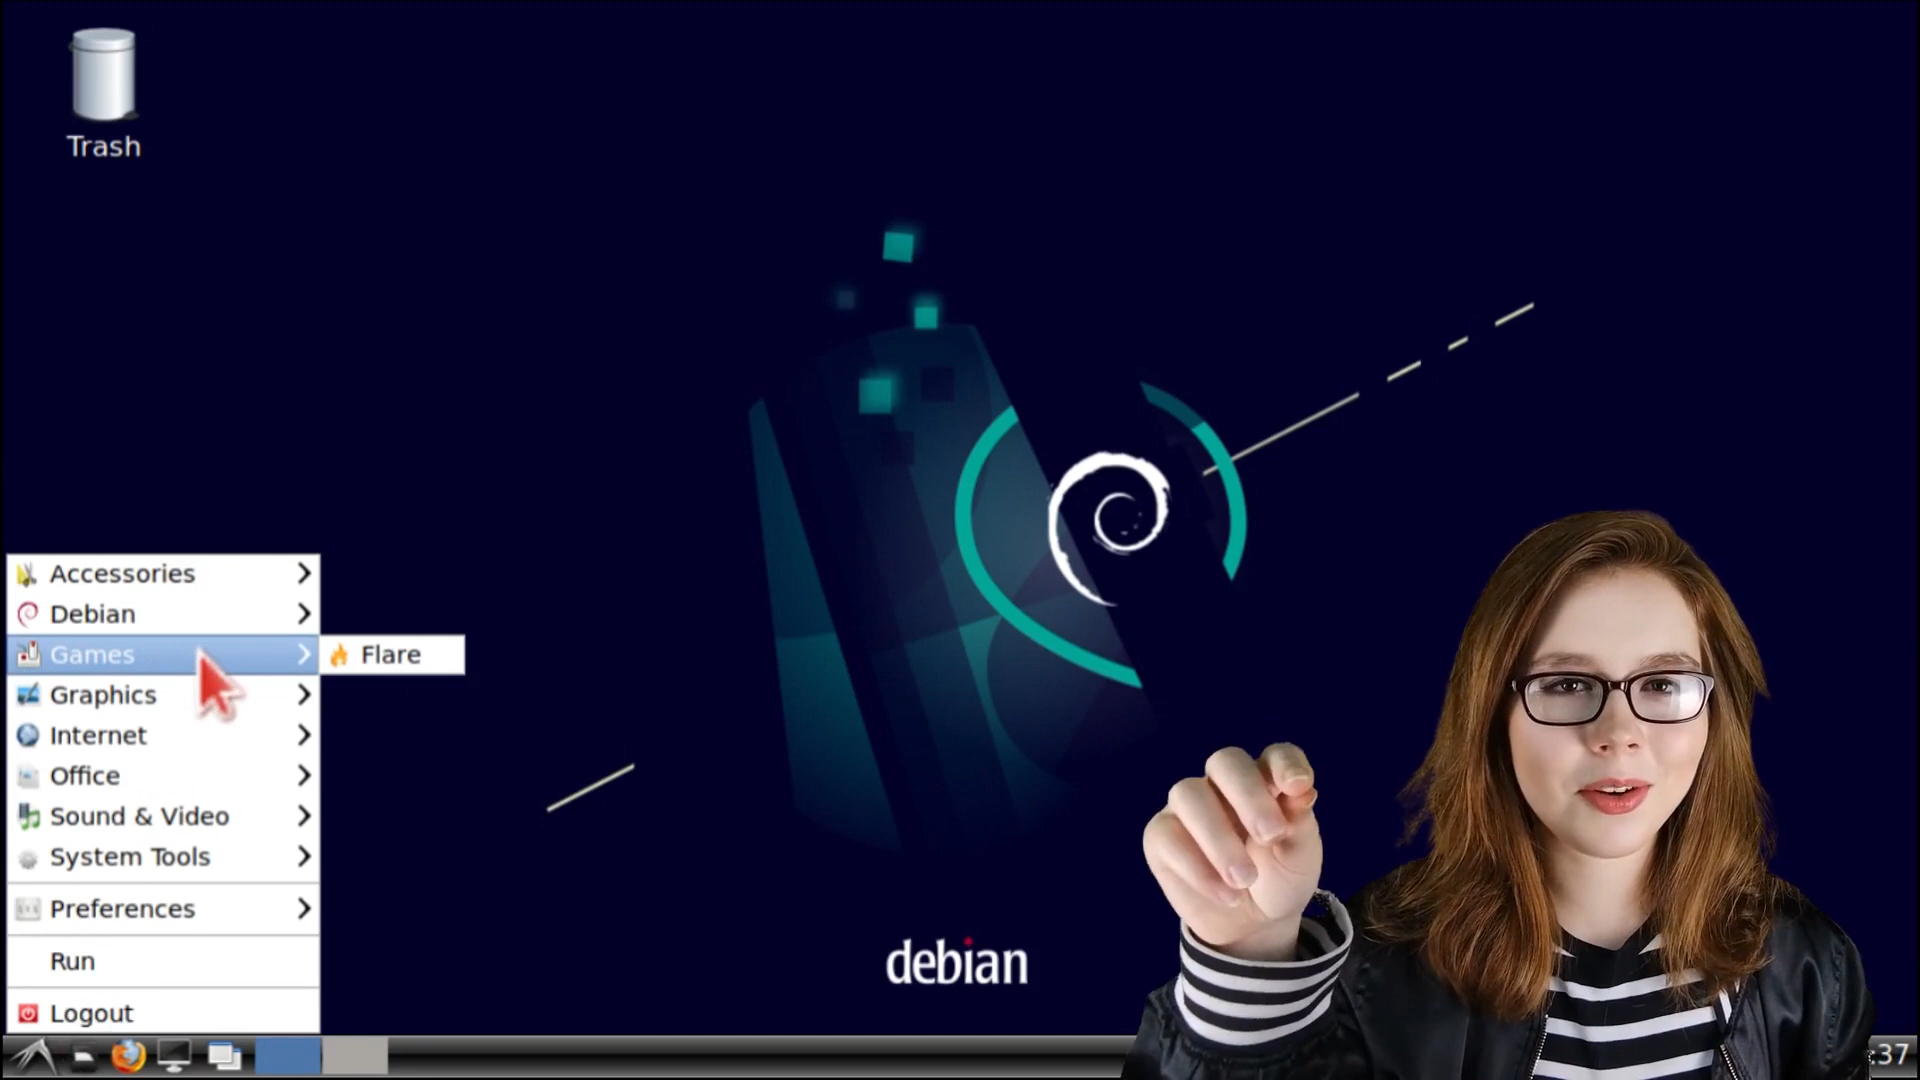 Trash
Accessories
Debian
Games
Flare
Graphics
Internet
Office
Sound & Video
System Tools
Preferences
Run
Logout
debian
:37